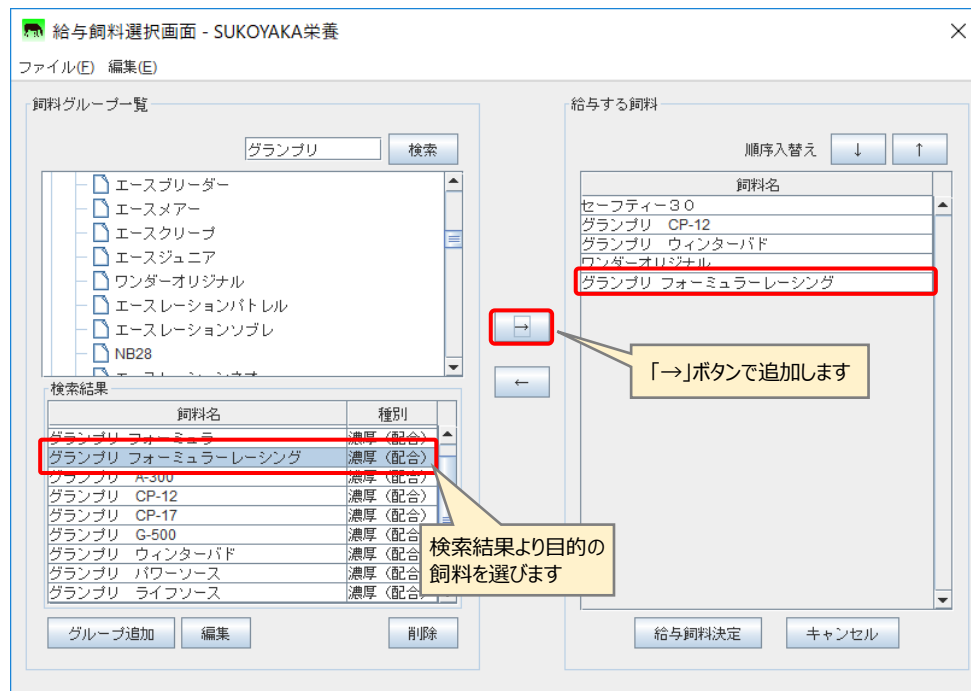 給与飼料選択画面 - SUKOYAKA栄養
ファイル(F) 編集(E)
飼料グループ一覧
グランプリ 検索
エースブリーダー
エースメアー
エースクリープ
エースジュニア
ワンダーオリジナル
エースレーションパトレル
エースレーションソブレ
NB28
検索結果
飼料名 種別
グランプリ フォーミュラ 濃厚（配合）
グランプリ フォーミュラーレーシング 濃厚（配合）
グランプリ A-300 濃厚（配合）
グランプリ CP-12 濃厚（配合）
グランプリ CP-17 濃厚（配合）
グランプリ G-500 濃厚（配合）
グランプリ ウィンターバド 濃厚（配合
グランプリ パワーソース 濃厚（配合
グランプリ ライフソース 濃厚（配合
グループ追加 編集 削除
→
←
「→」ボタンで追加します
検索結果より目的の
飼料を選びます
給与する飼料
順序入替え ↓ ↑
飼料名
セーフティー３０
グランプリ CP-12
グランプリ ウィンターバド
ワンダーオリジナル
グランプリ フォーミュラーレーシング
給与飼料決定 キャンセル